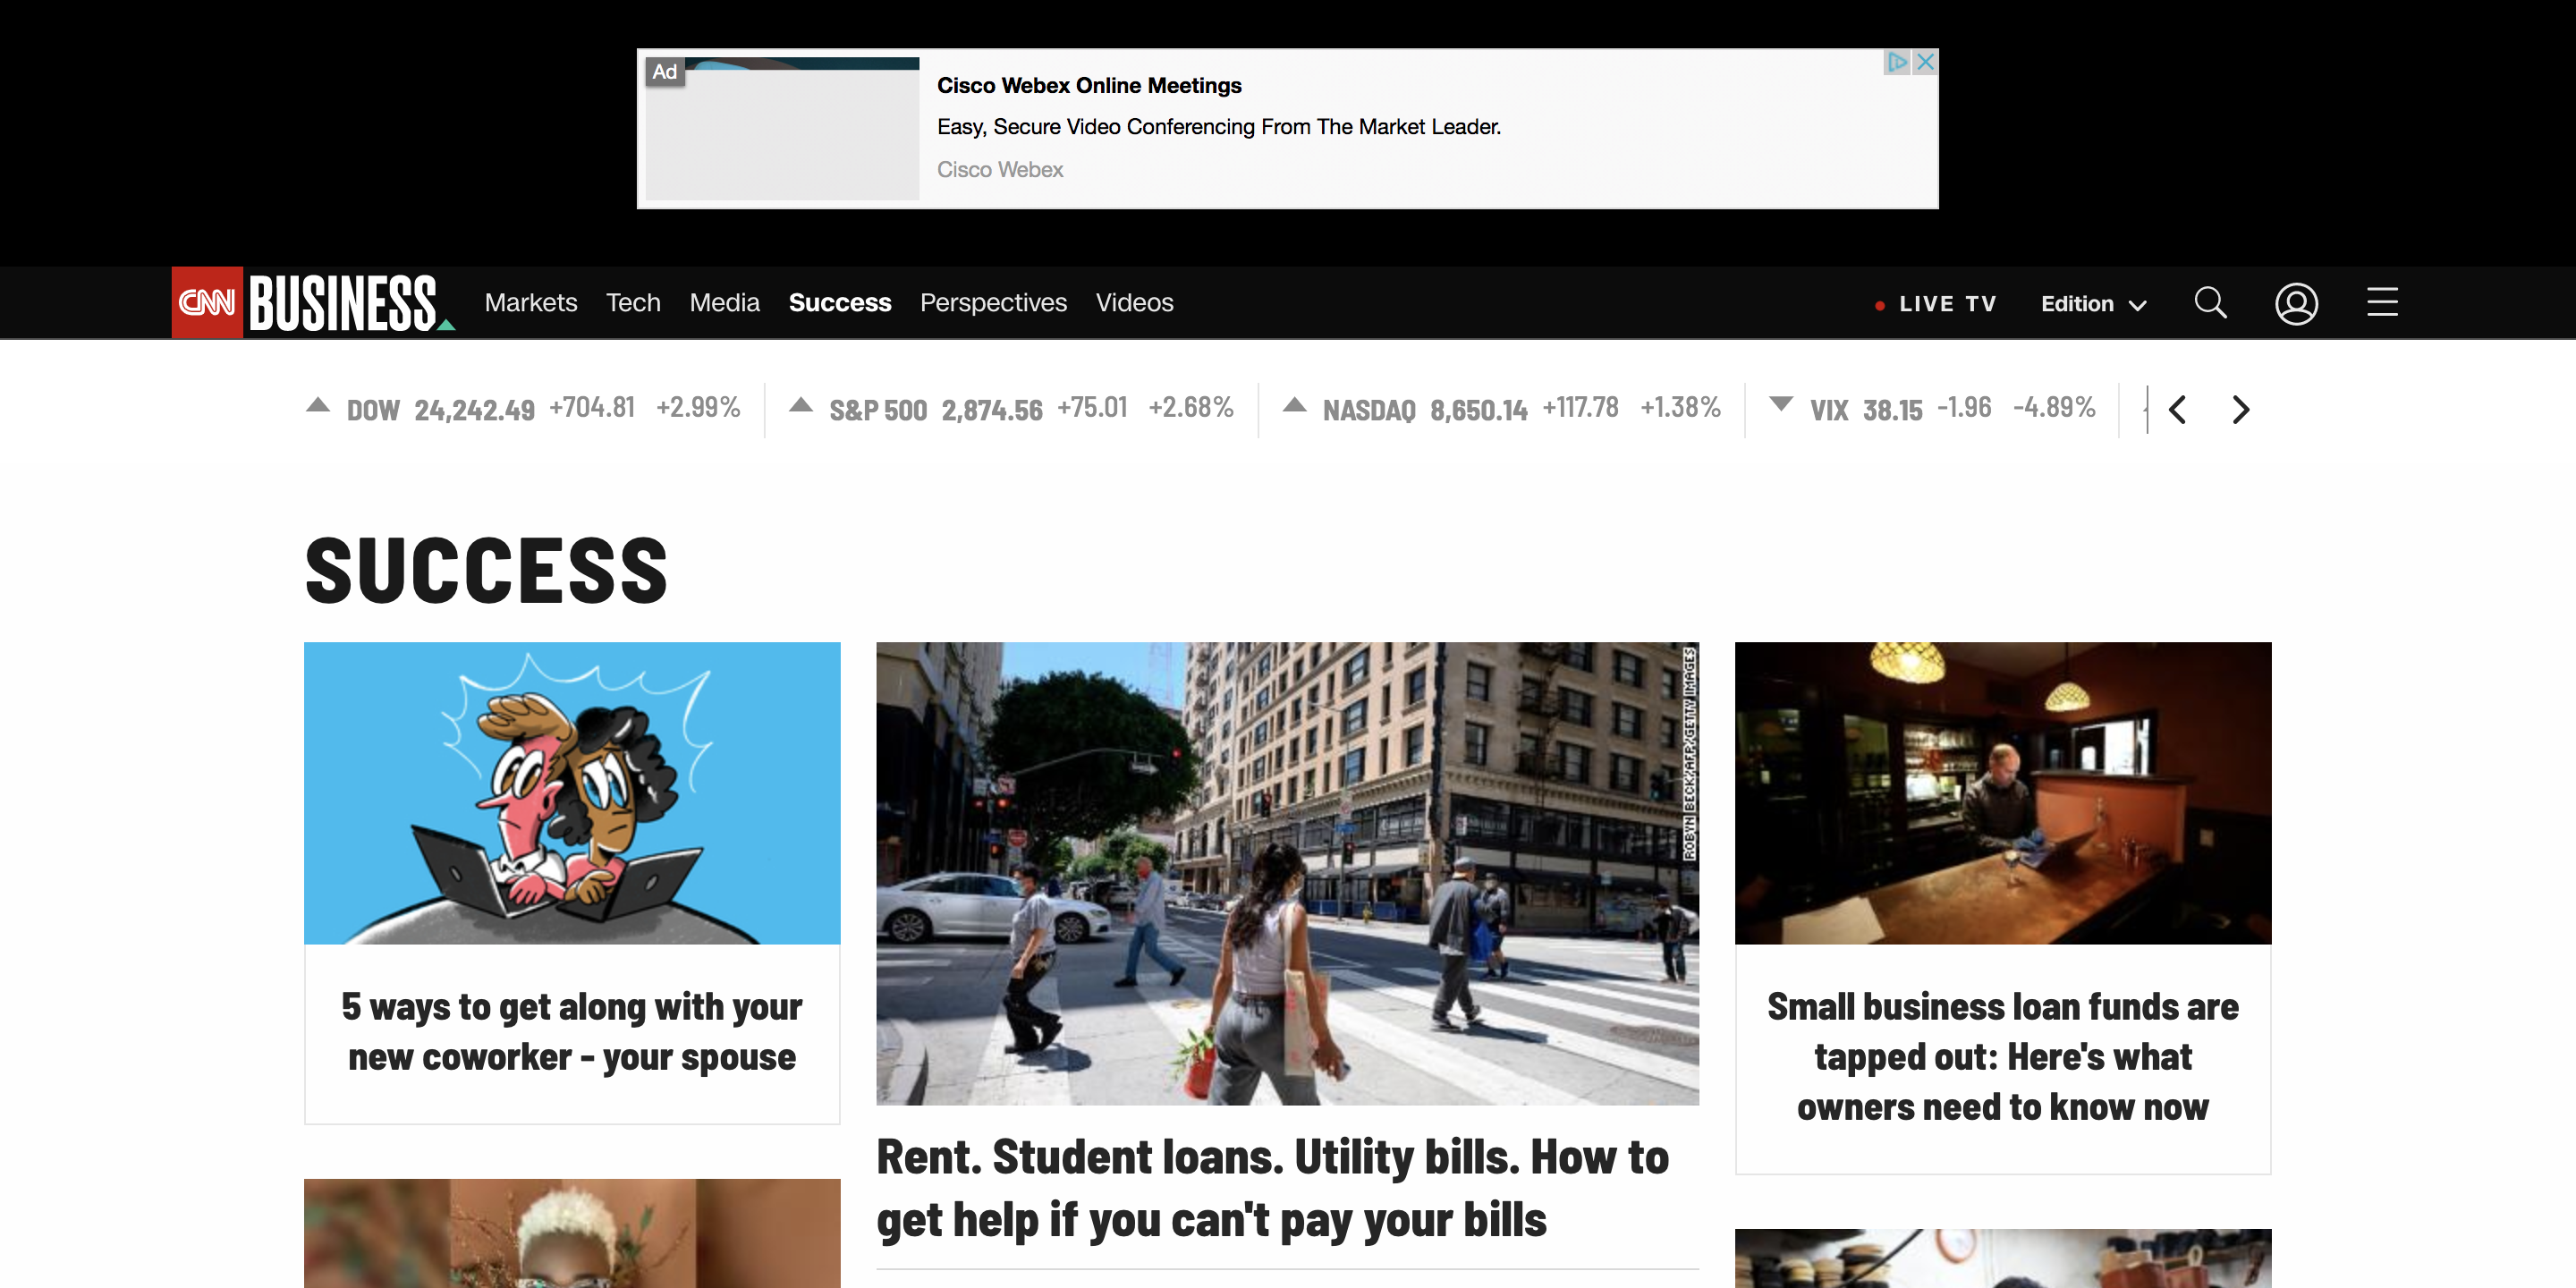 Ad
Cisco Webex Online Meetings
Easy, Secure Video Conferencing From The Market Leader.
Cisco Webex
CNN BUSINESS Markets Tech Media Success Perspectives Videos LIVE TV Edition
DOW 24,242.49 +704.81 +2.99% S&P 500 2,874.56 +75.01 +2.68% NASDAQ 8,650.14 +117.78 +1.38% VIX 38.15 -1.96 -4.89%
SUCCESS
ROBYN BECK/AFP/GETTY IMAGES
5 ways to get along with your
new coworker - your spouse
Rent. Student loans. Utility bills. How to
get help if you can't pay your bills
Small business loan funds are
tapped out: Here's what
owners need to know now